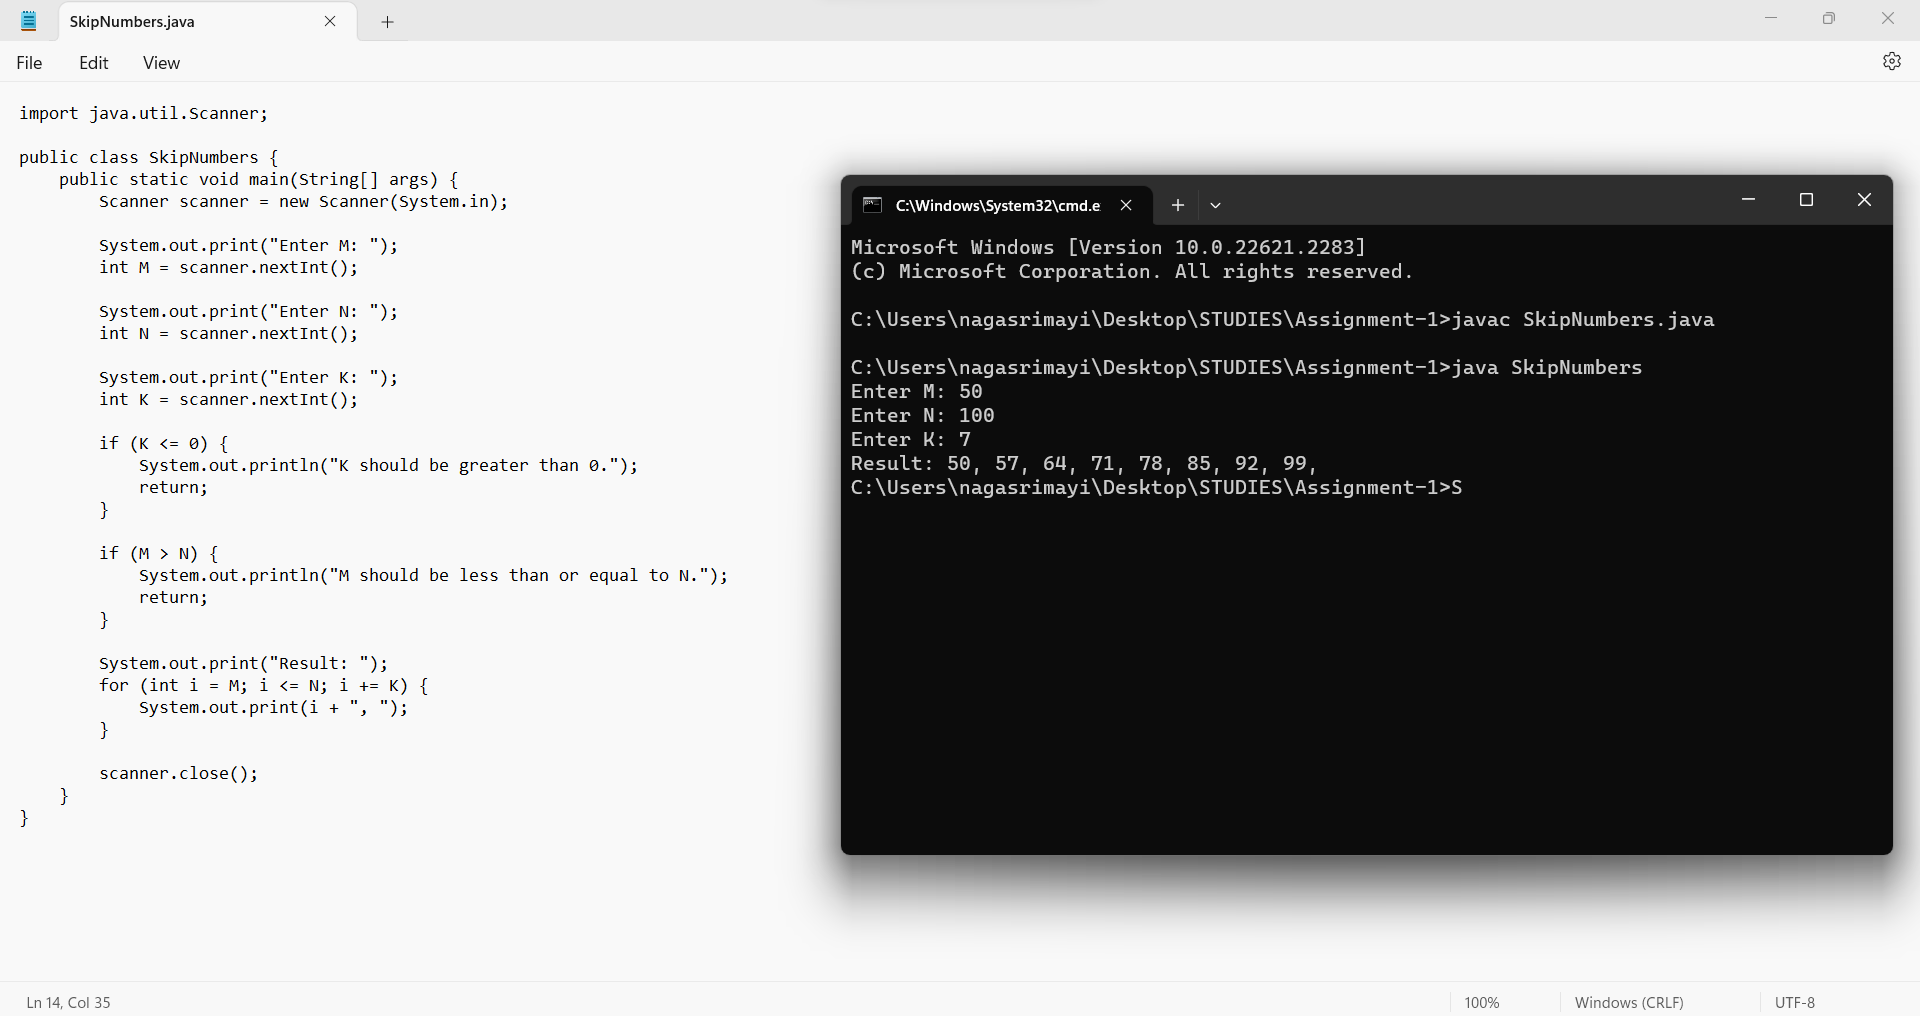 SkipNumbers.java
File Edit View
import java.util.Scanner;
public class SkipNumbers {
    public static void main(String[] args) {
        Scanner scanner = new Scanner(System.in);
        System.out.print("Enter M: ");
        int M = scanner.nextInt();
        System.out.print("Enter N: ");
        int N = scanner.nextInt();
        System.out.print("Enter K: ");
        int K = scanner.nextInt();
        if (K <= 0) {
            System.out.println("K should be greater than 0.");
            return;
        }
        if (M > N) {
            System.out.println("M should be less than or equal to N.");
            return;
        }
        System.out.print("Result: ");
        for (int i = M; i <= N; i += K) {
            System.out.print(i + ", ");
        }
        scanner.close();
    }
}
C:\Windows\System32\cmd.e
Microsoft Windows [Version 10.0.22621.2283]
(c) Microsoft Corporation. All rights reserved.
C:\Users\nagasrimayi\Desktop\STUDIES\Assignment-1>javac SkipNumbers.java
C:\Users\nagasrimayi\Desktop\STUDIES\Assignment-1>java SkipNumbers
Enter M: 50
Enter N: 100
Enter K: 7
Result: 50, 57, 64, 71, 78, 85, 92, 99,
C:\Users\nagasrimayi\Desktop\STUDIES\Assignment-1>S
Ln 14, Col 35 100% Windows (CRLF) UTF-8